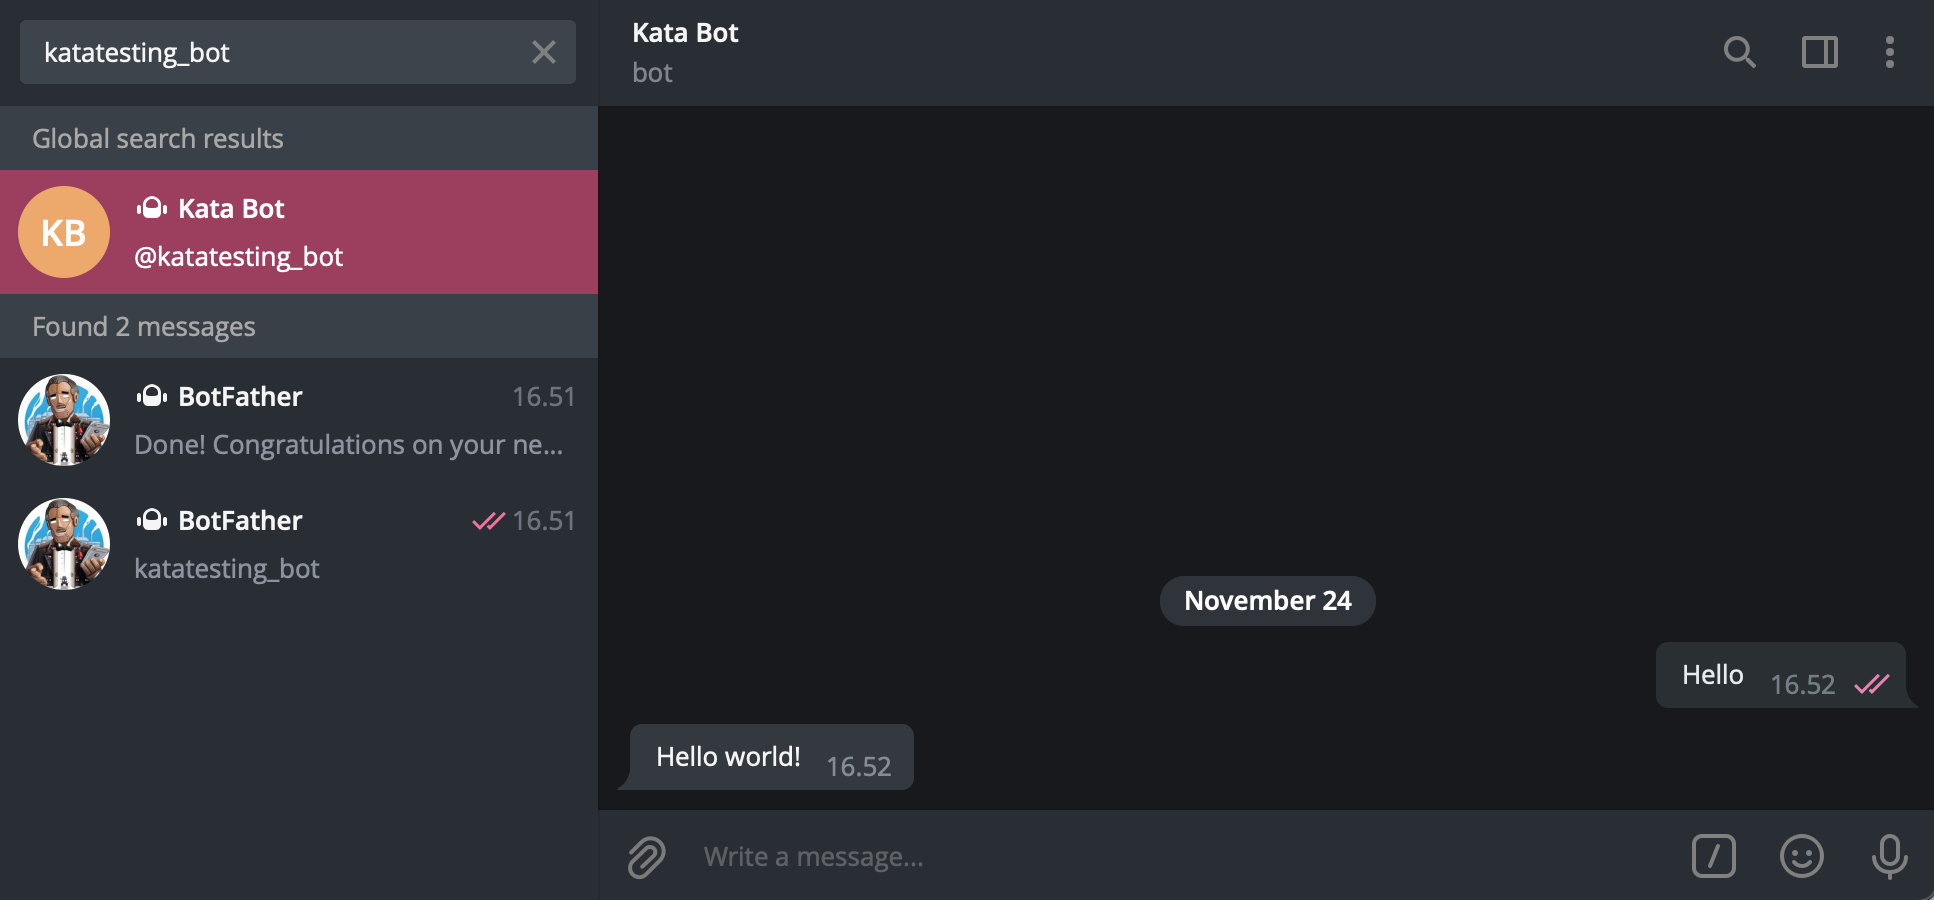 katatesting_bot
Global search results
KB
Kata Bot
@katatesting_bot
Found 2 messages
BotFather 16.51
Done! Congratulations on your ne...
BotFather 16.51
katatesting_bot
Kata Bot
bot
November 24
Hello 16.52
Hello world! 16.52
Write a message...